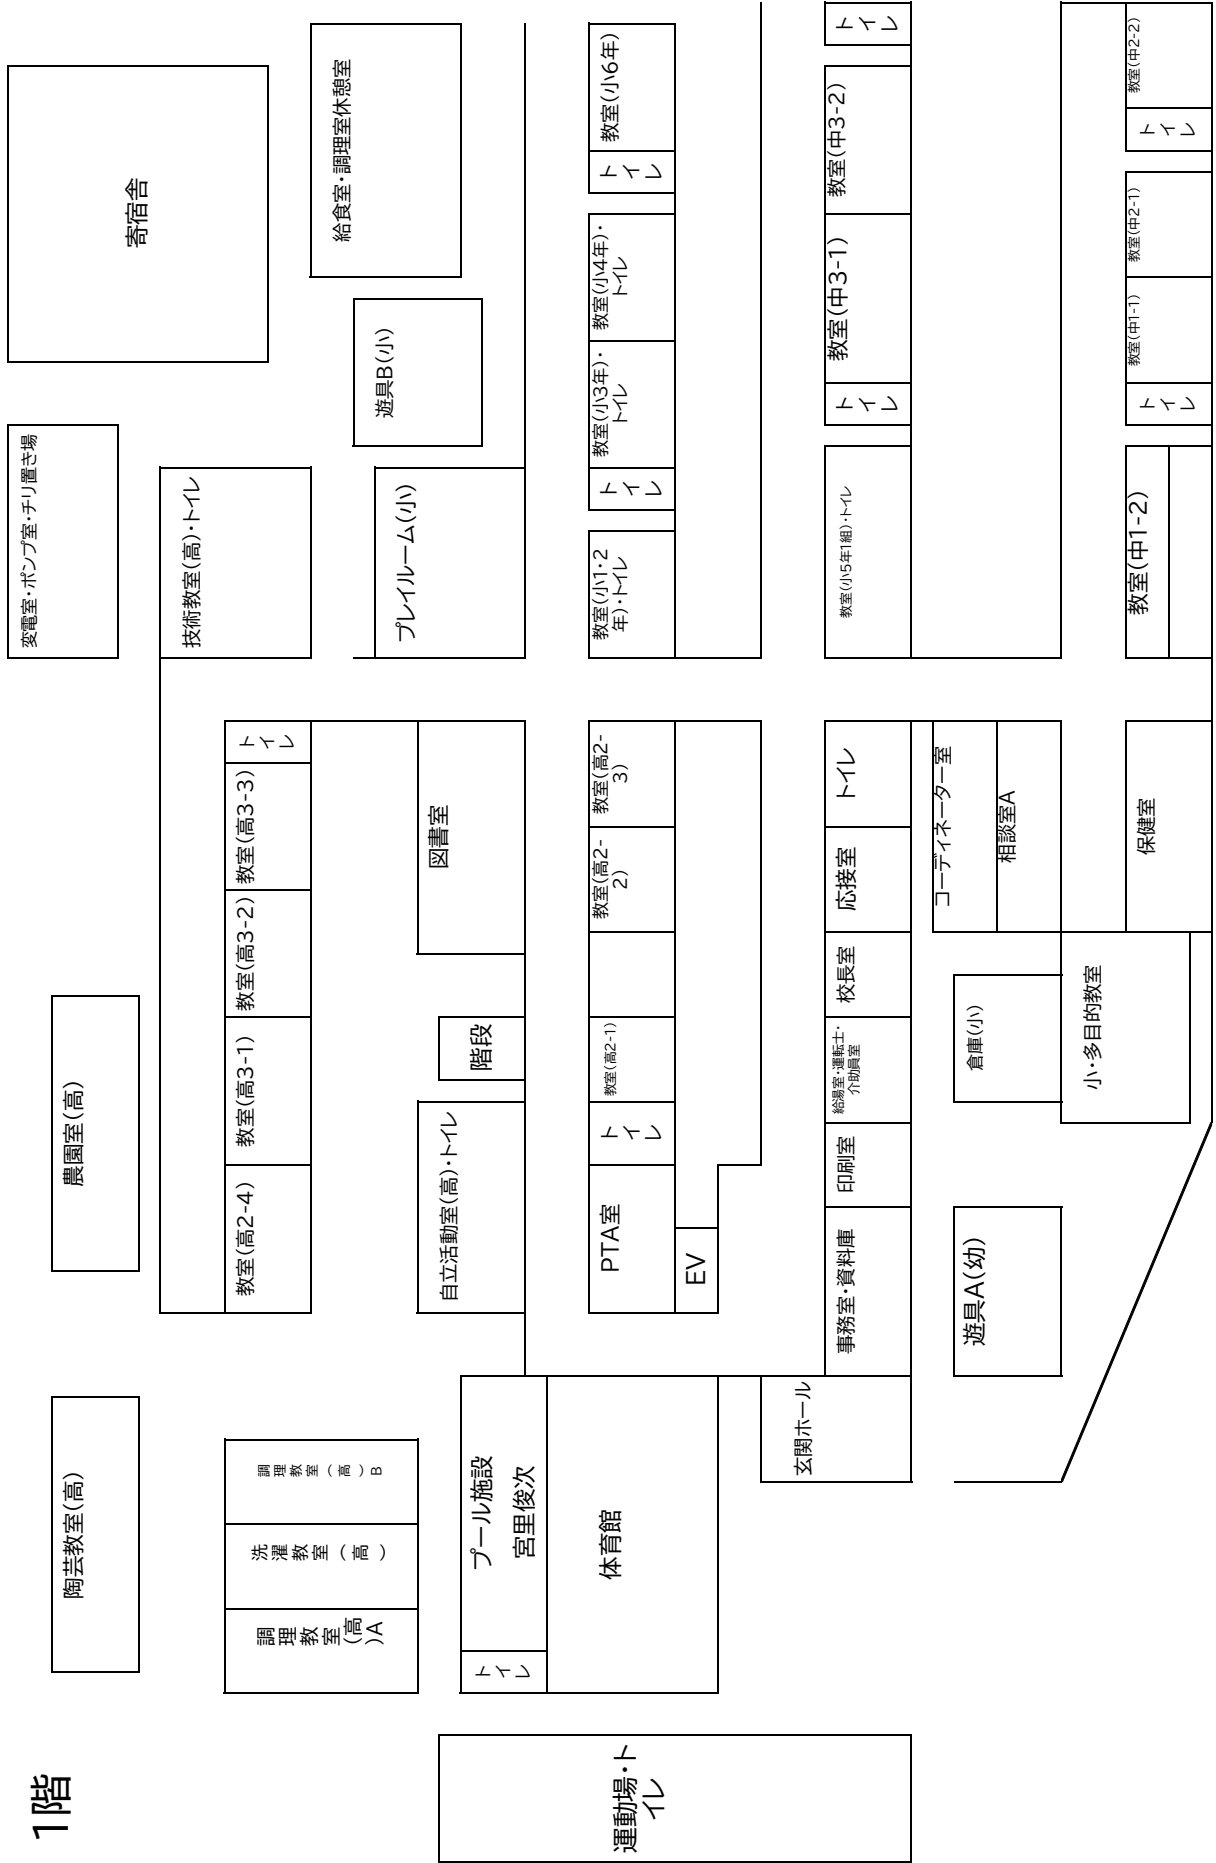 1階
陶芸教室(高)
農園室(高)
変電室・ポンプ室・チリ置き場
寄宿舎
技術教室(高)・トイレ
調理教室(高)A
洗濯教室(高)
調理教室(高)B
教室(高2-4)
教室(高3-1)
教室(高3-2)
教室(高3-3)
トイレ
給食室・調理室休憩室
遊具B(小)
プレイルーム(小)
自立活動室(高)・トイレ
階段
図書室
トイレ
プール施設
宮里俊次
体育館
運動場・ト
イレ
PTA室
トイレ
教室(高2-1)
教室(高2-
2)
教室(高2-
3)
教室(小1・2
年)・トイレ
トイレ
教室(小3年)・
トイレ
教室(小4年)・
トイレ
トイレ
教室(小6年)
EV
玄関ホール
事務室・資料庫
印刷室
給湯室・運転士・
介助員室
校長室
応接室
トイレ
教室(小5年1組)・トイレ
トイレ
教室(中3-1)
教室(中3-2)
トイレ
遊具A(幼)
倉庫(小)
コーディネーター室
相談室A
小・多目的教室
保健室
教室(中1-2)
トイレ
教室(中1-1)
教室(中2-1)
トイレ
教室(中2-2)